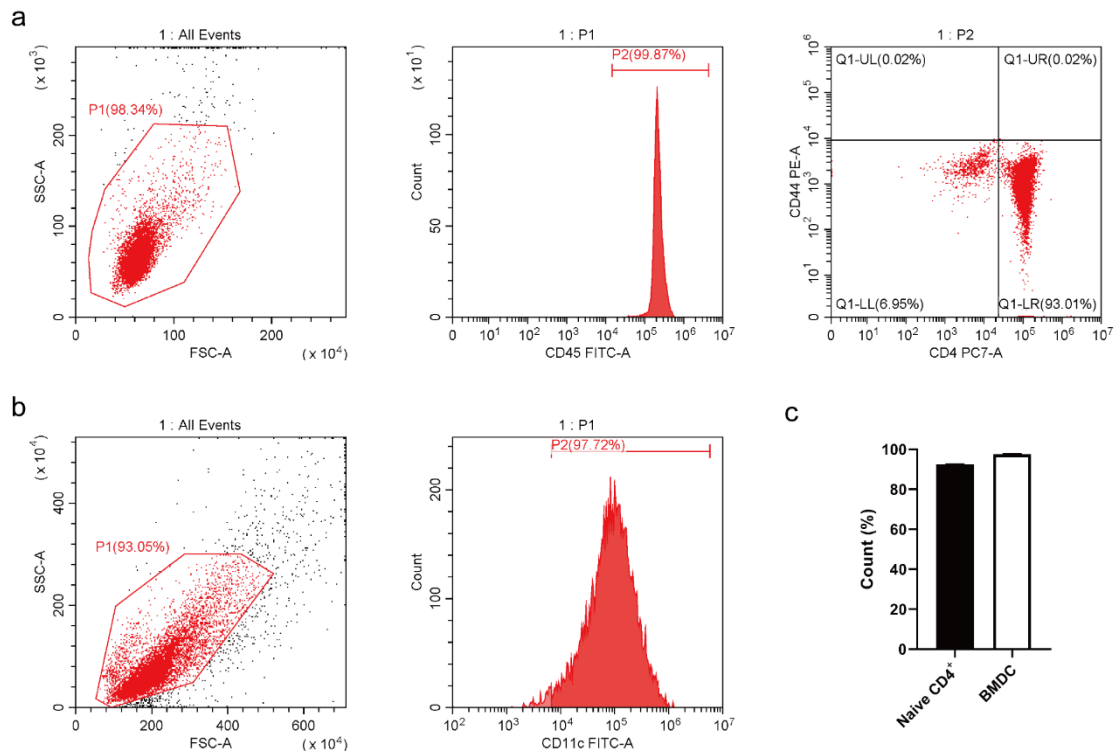 a
1 : All Events
(x 10³)
P1(98.34%)
SSC-A
0 100 200
0 100 200
FSC-A
(x 10⁴)
1 : P1
(x 10¹)
P2(99.87%)
Count
0 50 100
0 10¹ 10² 10³ 10⁴ 10⁵ 10⁶ 10⁷
CD45 FITC-A
1 : P2
Q1-UL(0.02%)
Q1-UR(0.02%)
CD44 PE-A
0 10¹ 10² 10³ 10⁴ 10⁵ 10⁶
Q1-LL(6.95%)
Q1-LR(93.01%)
0 10¹ 10² 10³ 10⁴ 10⁵ 10⁶ 10⁷
CD4 PC7-A
b
1 : All Events
(x 10⁴)
P1(93.05%)
SSC-A
0 200 400
0 200 400 600
FSC-A
(x 10⁴)
1 : P1
P2(97.72%)
Count
0 100 200
10² 10³ 10⁴ 10⁵ 10⁶ 10⁷
CD11c FITC-A
c
Count (%)
100
80
60
40
20
0
Naive CD4⁺
BMDC